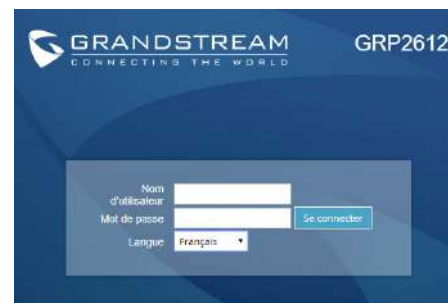 GRANDSTREAM
CONNECTING THE WORLD
GRP2612
Nom
d'utilisateur
Mot de passe
Se connecter
Langue
Français